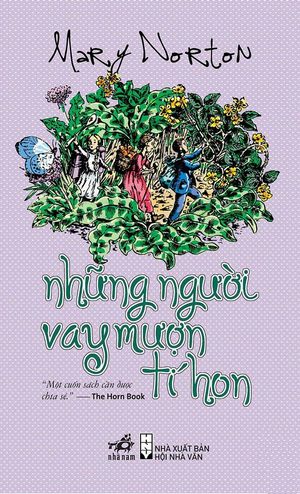 Mary Norton
những người
vay mượn
tí hon
“Một cuốn sách cần được
chia sẻ.” — The Horn Book
nhã nam
NHÀ XUẤT BẢN
HỘI NHÀ VĂN